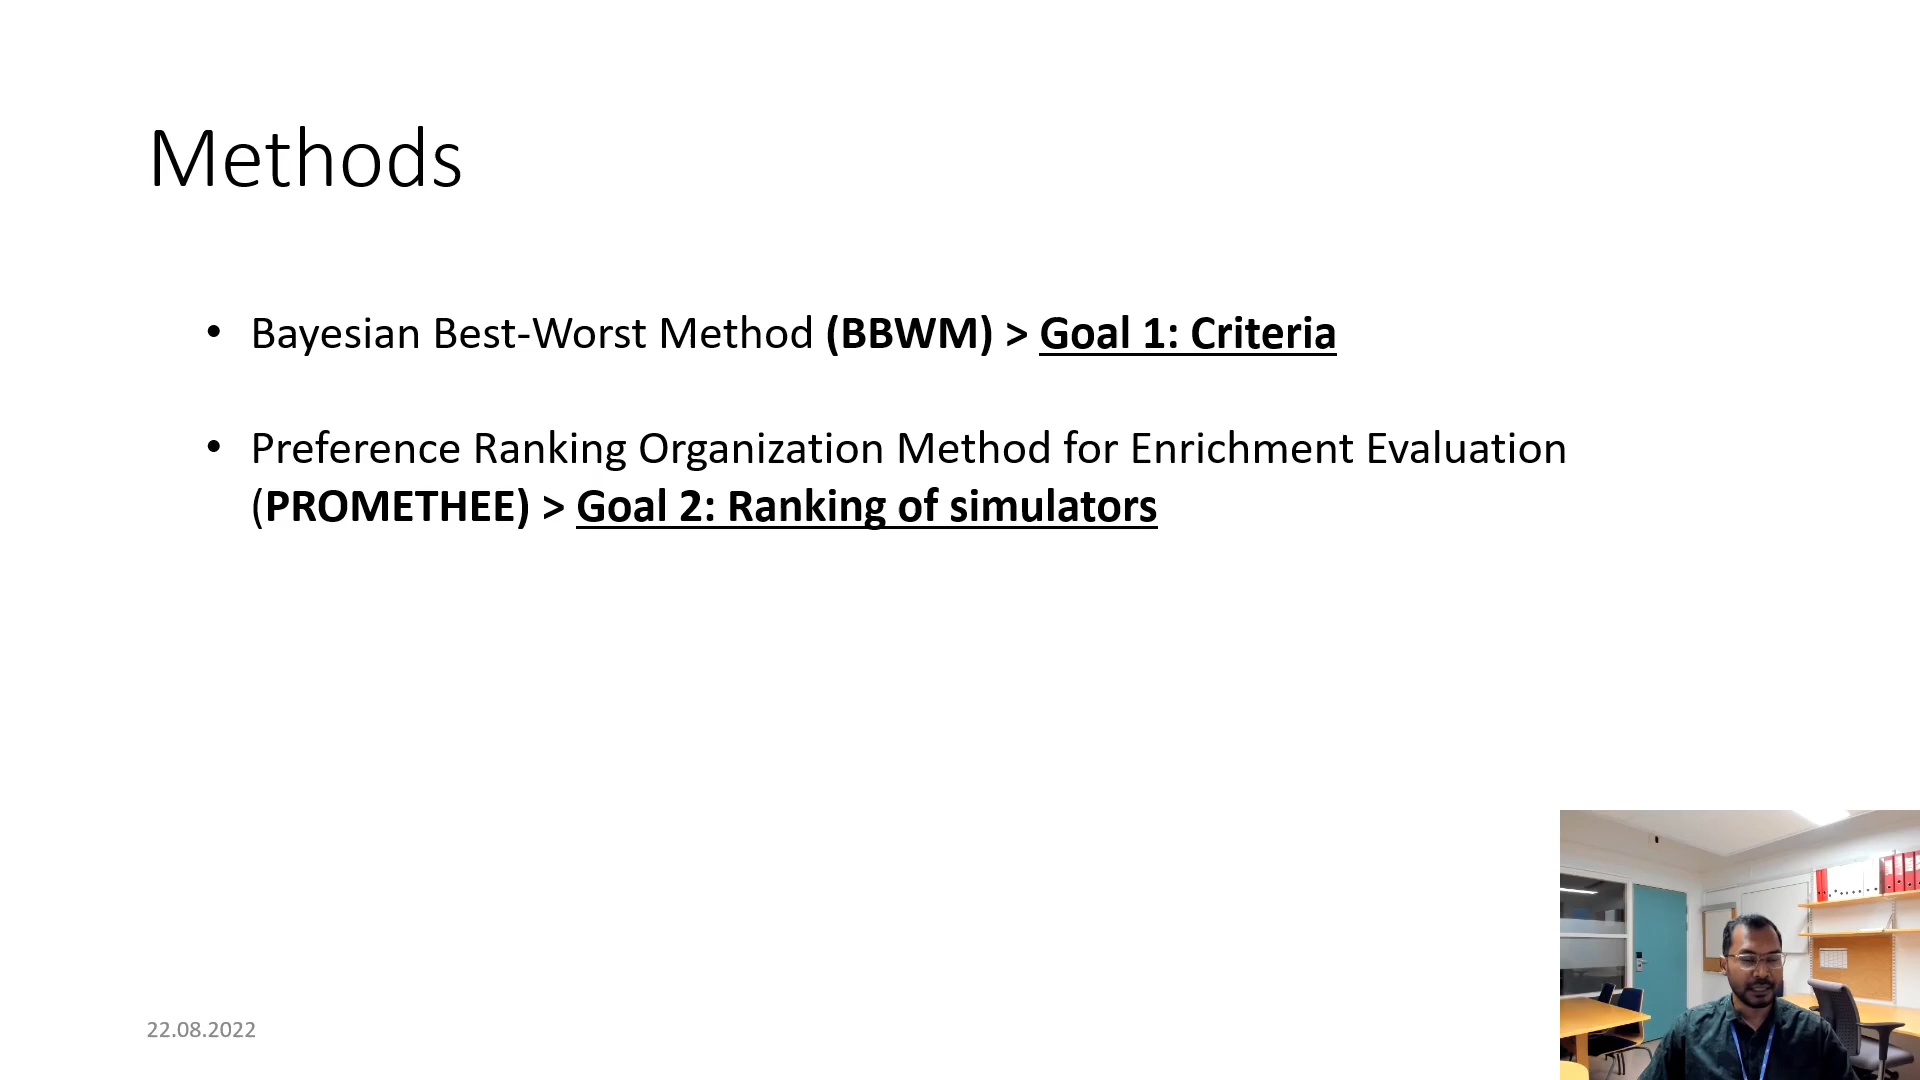 Methods
• Bayesian Best-Worst Method (BBWM) > Goal 1: Criteria
• Preference Ranking Organization Method for Enrichment Evaluation
(PROMETHEE) > Goal 2: Ranking of simulators
22.08.2022